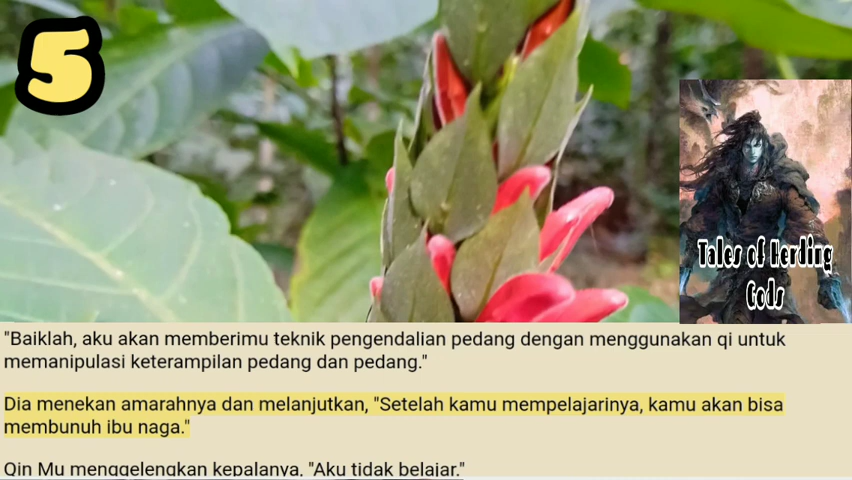 5
Tales of Herding
Gods
"Baiklah, aku akan memberimu teknik pengendalian pedang dengan menggunakan qi untuk
memanipulasi keterampilan pedang dan pedang."
Dia menekan amarahnya dan melanjutkan, "Setelah kamu mempelajarinya, kamu akan bisa
membunuh ibu naga."
Qin Mu menggelengkan kepalanya. "Aku tidak belajar."